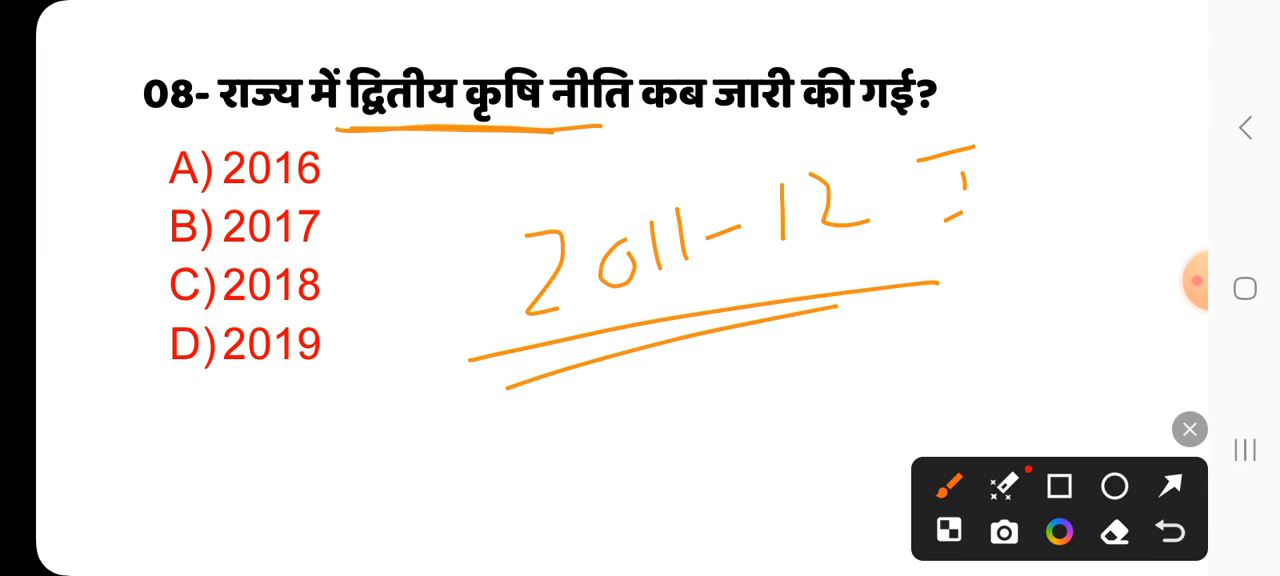 08- राज्य में द्वितीय कृषि नीति कब जारी की गई?
A) 2016
B) 2017
C) 2018
D) 2019
2011-12